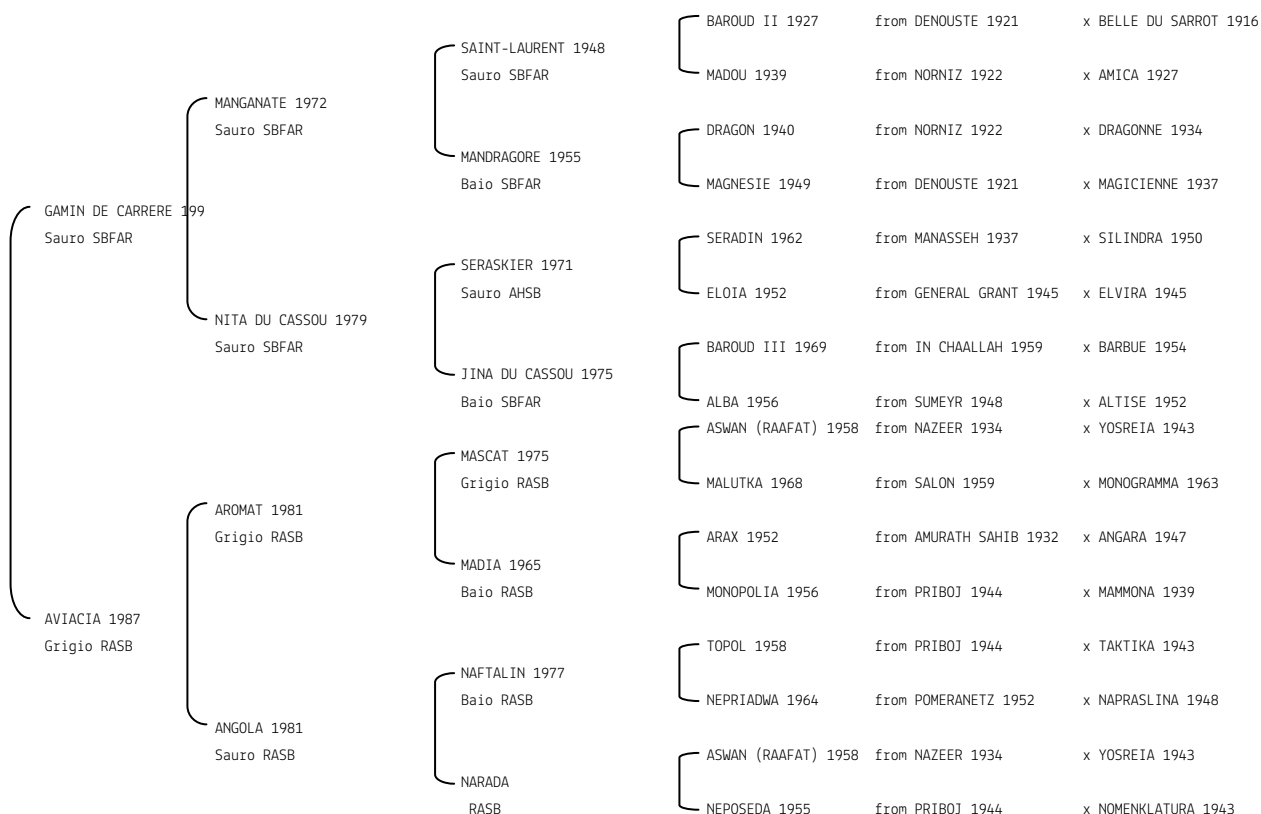 BAROUD II 1927 from DENOUSTE 1921 x BELLE DU SARROT 1916
SAINT-LAURENT 1948
Sauro SBFAR
MADOU 1939 from NORNIZ 1922 x AMICA 1927
MANGANATE 1972
Sauro SBFAR
DRAGON 1940 from NORNIZ 1922 x DRAGONNE 1934
MANDRAGORE 1955
Baio SBFAR
MAGNESIE 1949 from DENOUSTE 1921 x MAGICIENNE 1937
GAMIN DE CARRERE 199
Sauro SBFAR
SERADIN 1962 from MANASSEH 1937 x SILINDRA 1950
SERASKIER 1971
Sauro AHSB
ELOIA 1952 from GENERAL GRANT 1945 x ELVIRA 1945
NITA DU CASSOU 1979
Sauro SBFAR
BAROUD III 1969 from IN CHAALLAH 1959 x BARBUE 1954
JINA DU CASSOU 1975
Baio SBFAR
ALBA 1956 from SUMEYR 1948 x ALTISE 1952
ASWAN (RAAFAT) 1958 from NAZEER 1934 x YOSREIA 1943
MASCAT 1975
Grigio RASB
MALUTKA 1968 from SALON 1959 x MONOGRAMMA 1963
AROMAT 1981
Grigio RASB
ARAX 1952 from AMURATH SAHIB 1932 x ANGARA 1947
MADIA 1965
Baio RASB
MONOPOLIA 1956 from PRIBOJ 1944 x MAMMONA 1939
AVIACIA 1987
Grigio RASB
TOPOL 1958 from PRIBOJ 1944 x TAKTIKA 1943
NAFTALIN 1977
Baio RASB
NEPRIADWA 1964 from POMERANETZ 1952 x NAPRASLINA 1948
ANGOLA 1981
Sauro RASB
ASWAN (RAAFAT) 1958 from NAZEER 1934 x YOSREIA 1943
NARADA
RASB
NEPOSEDA 1955 from PRIBOJ 1944 x NOMENKLATURA 1943